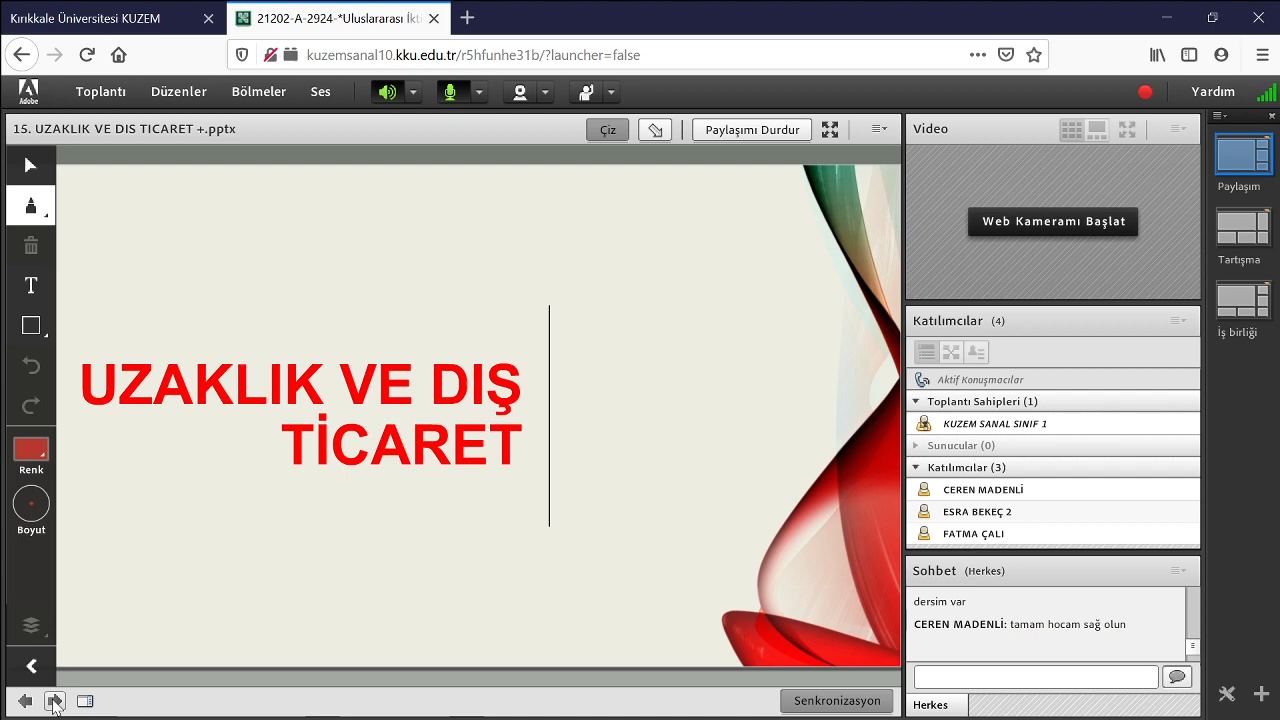 Kırıkkale Üniversitesi KUZEM
21202-A-2924-*Uluslararası İkti
kuzemsanal10.kku.edu.tr/r5hfunhe31b/?launcher=false
Adobe
Toplantı
Düzenler
Bölmeler
Ses
Yardım
15. UZAKLIK VE DIS TICARET +.pptx
Çiz
Paylaşımı Durdur
UZAKLIK VE DIŞ
TİCARET
T
Renk
Boyut
Senkronizasyon
Video
Web Kameramı Başlat
Katılımcılar (4)
Aktif Konuşmacılar
Toplantı Sahipleri (1)
KUZEM SANAL SINIF 1
Sunucular (0)
Katılımcılar (3)
CEREN MADENLİ
ESRA BEKEÇ 2
FATMA ÇALI
Sohbet (Herkes)
dersim var
CEREN MADENLİ: tamam hocam sağ olun
Herkes
Paylaşım
Tartışma
İş birliği